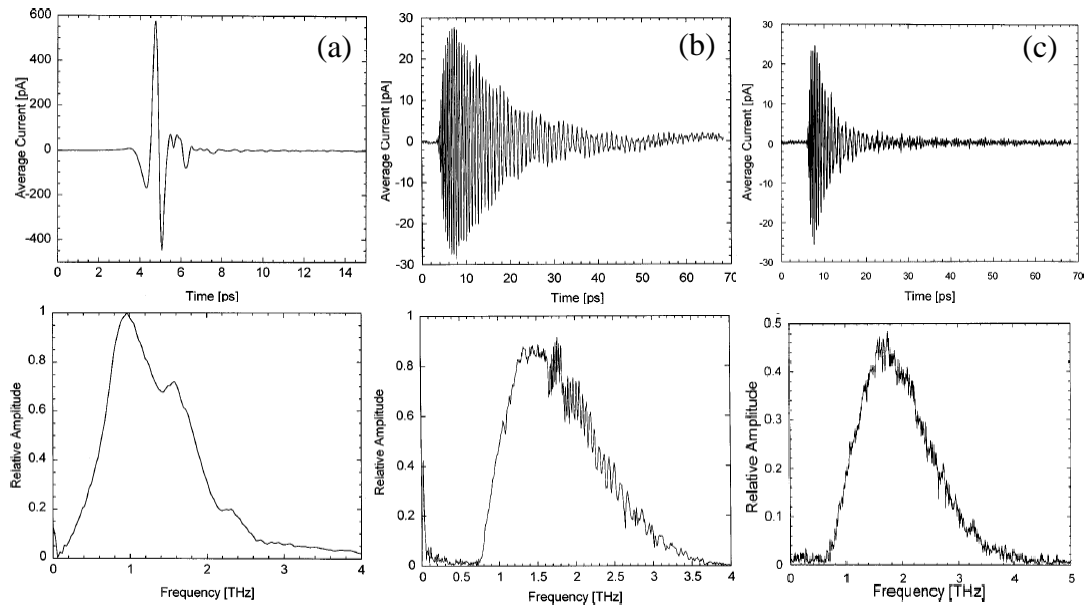 600
400
200
0
-200
-400
Average Current [pA]
0 2 4 6 8 10 12 14
Time [ps]
(a)
30
20
10
0
-10
-20
-30
Average Current [pA]
0 10 20 30 40 50 60 70
Time [ps]
(b)
30
20
10
0
-10
-20
-30
Average Current [pA]
0 10 20 30 40 50 60 70
Time [ps]
(c)
1
0.8
0.6
0.4
0.2
0
Relative Amplitude
0 1 2 3 4
Frequency [THz]
1
0.8
0.6
0.4
0.2
0
Relative Amplitude
0 0.5 1 1.5 2 2.5 3 3.5 4
Frequency [THz]
0.5
0.4
0.3
0.2
0.1
0
Relative Amplitude
0 1 2 3 4 5
Frequency [THz]